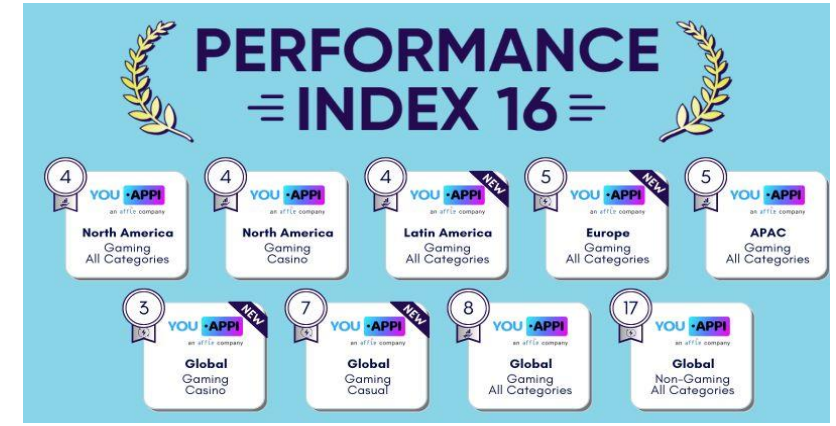 PERFORMANCE
INDEX 16
4
YOU•APPI
an affle company
North America
Gaming
All Categories
4
YOU•APPI
an affle company
North America
Gaming
Casino
4
NEW
YOU•APPI
an affle company
Latin America
Gaming
All Categories
5
NEW
YOU•APPI
an affle company
Europe
Gaming
All Categories
5
YOU•APPI
an affle company
APAC
Gaming
All Categories
3
NEW
YOU•APPI
an affle company
Global
Gaming
Casino
7
NEW
YOU•APPI
an affle company
Global
Gaming
Casual
8
YOU•APPI
an affle company
Global
Gaming
All Categories
17
YOU•APPI
an affle company
Global
Non-Gaming
All Categories